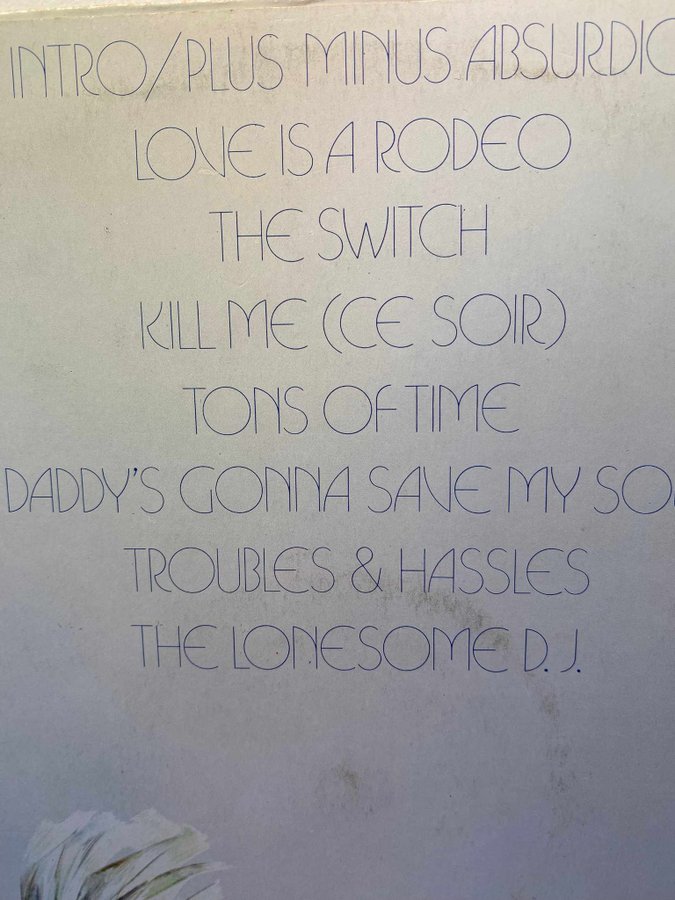 INTRO/PLUS MINUS ABSURDIO
LOVE IS A RODEO
THE SWITCH
KILL ME (CE SOIR)
TONS OF TIME
DADDY'S GONNA SAVE MY
TROUBLES & HASSLES
THE LONESOME D.J.